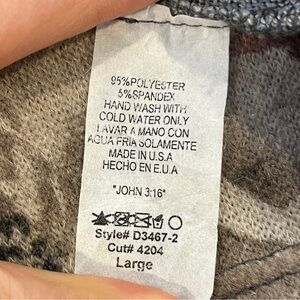 95%POLYESTER
5%SPANDEX
HAND WASH WITH
COLD WATER ONLY
LAVAR A MANO CON
AGUA FRIA SOLAMENTE
MADE IN U.S.A
HECHO EN E.U.A
"JOHN 3:16"
Style# D3467-2
Cut# 4204
Large